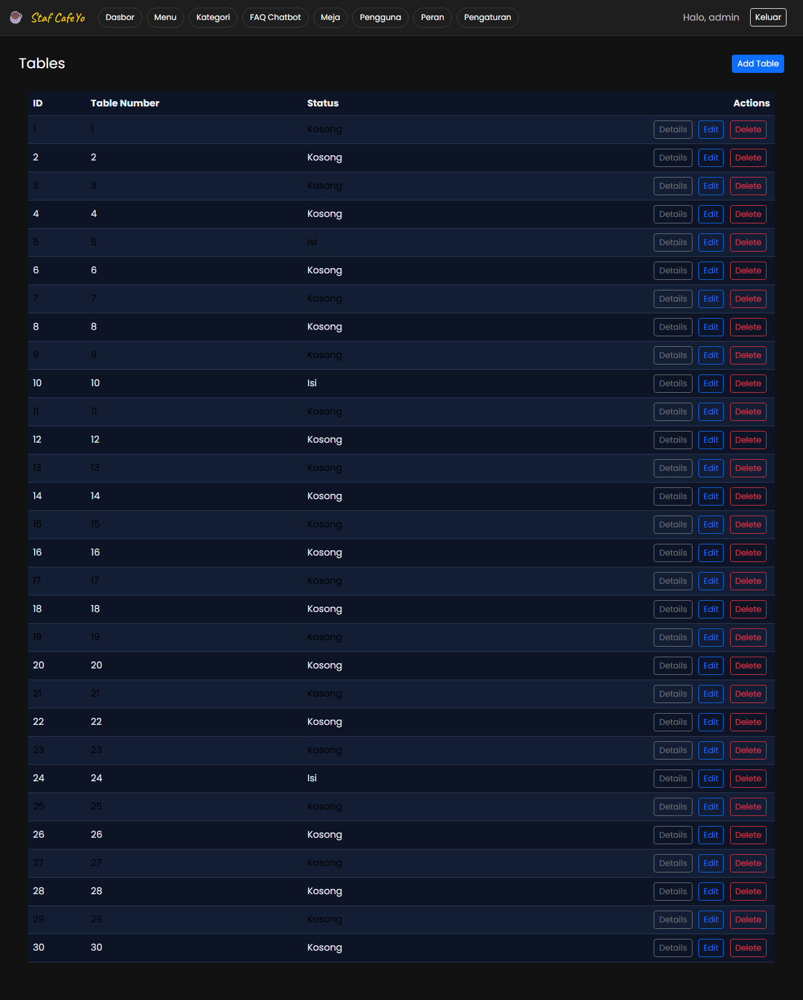 Staf CafeYo Dasbor Menu Kategori FAQ Chatbot Meja Pengguna Peran Pengaturan Halo, admin Keluar
Tables Add Table
ID Table Number Status Actions
1 1 Kosong Details Edit Delete
2 2 Kosong Details Edit Delete
3 3 Kosong Details Edit Delete
4 4 Kosong Details Edit Delete
5 5 Isi Details Edit Delete
6 6 Kosong Details Edit Delete
7 7 Kosong Details Edit Delete
8 8 Kosong Details Edit Delete
9 9 Kosong Details Edit Delete
10 10 Isi Details Edit Delete
11 11 Kosong Details Edit Delete
12 12 Kosong Details Edit Delete
13 13 Kosong Details Edit Delete
14 14 Kosong Details Edit Delete
15 15 Kosong Details Edit Delete
16 16 Kosong Details Edit Delete
17 17 Kosong Details Edit Delete
18 18 Kosong Details Edit Delete
19 19 Kosong Details Edit Delete
20 20 Kosong Details Edit Delete
21 21 Kosong Details Edit Delete
22 22 Kosong Details Edit Delete
23 23 Kosong Details Edit Delete
24 24 Isi Details Edit Delete
25 25 Kosong Details Edit Delete
26 26 Kosong Details Edit Delete
27 27 Kosong Details Edit Delete
28 28 Kosong Details Edit Delete
29 29 Kosong Details Edit Delete
30 30 Kosong Details Edit Delete